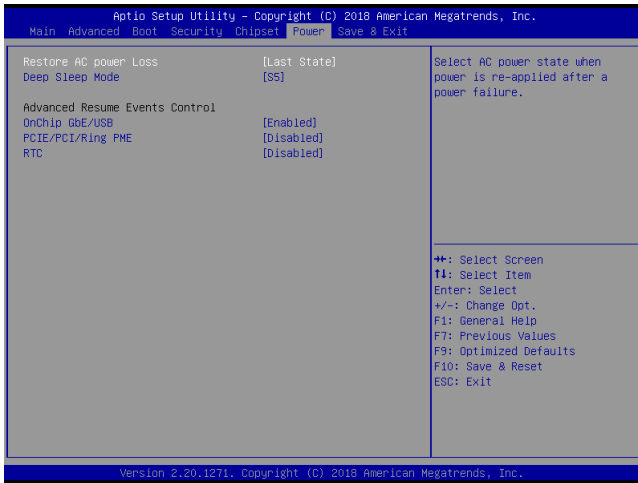 Aptio Setup Utility – Copyright (C) 2018 American Megatrends, Inc.
Main Advanced Boot Security Chipset Power Save & Exit
Restore AC power Loss [Last State]
Deep Sleep Mode [S5]
Advanced Resume Events Control
OnChip GbE/USB [Enabled]
PCIE/PCI/Ring PME [Disabled]
RTC [Disabled]
Select AC power state when
power is re-applied after a
power failure.
→←: Select Screen
↑↓: Select Item
Enter: Select
+/-: Change Opt.
F1: General Help
F7: Previous Values
F9: Optimized Defaults
F10: Save & Reset
ESC: Exit
Version 2.20.1271. Copyright (C) 2018 American Megatrends, Inc.